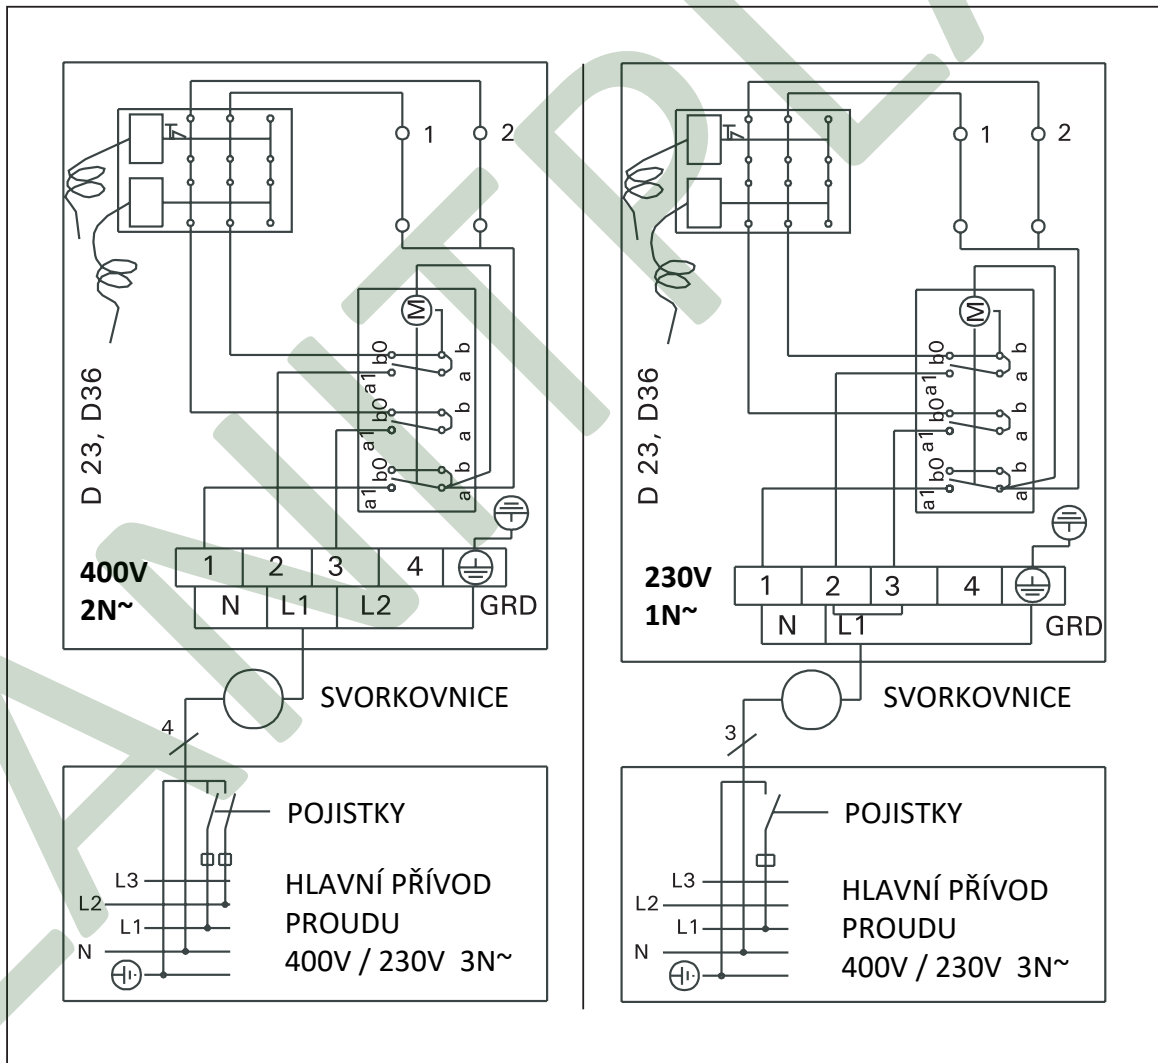 1
2
M
b0
b
a1
a
b0
b
a1
a
b0
b
a1
a
D 23, D36
400V
2N~
1 2 3 4
N L1 L2 GRD
SVORKOVNICE
4
POJISTKY
L3
L2
L1
N
HLAVNÍ PŘÍVOD
PROUDU
400V / 230V 3N~
1
2
M
b0
b
a1
a
b0
b
a1
a
b0
b
a1
a
D 23, D36
230V
1N~
1 2 3 4
N L1 GRD
SVORKOVNICE
3
POJISTKY
L3
L2
L1
N
HLAVNÍ PŘÍVOD
PROUDU
400V / 230V 3N~